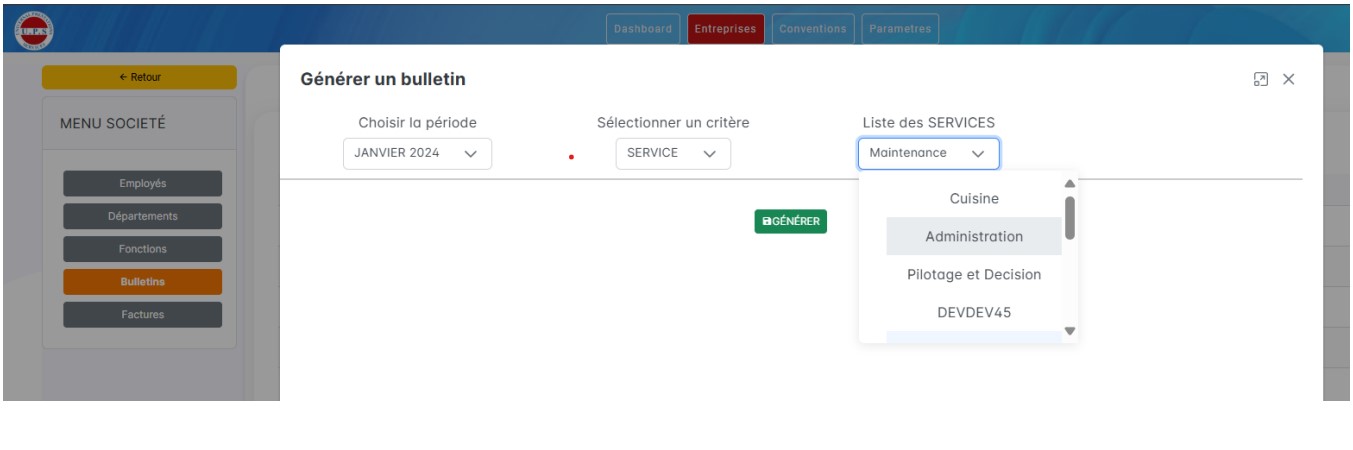 U.P.S
Dashboard Entreprises Conventions Parametres
← Retour
MENU SOCIETÉ
Employés
Départements
Fonctions
Bulletins
Factures
Générer un bulletin
Choisir la période Sélectionner un critère Liste des SERVICES
JANVIER 2024 SERVICE Maintenance
GÉNÉRER
Cuisine
Administration
Pilotage et Decision
DEVDEV45